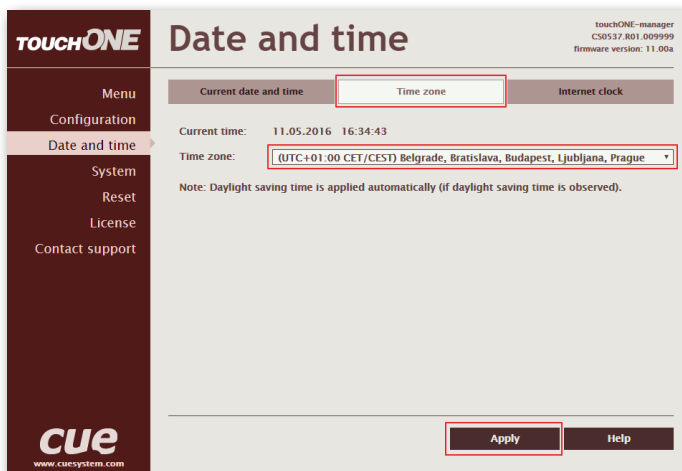 TOUCHONE
Date and time
touchONE-manager
CS0537.R01.009999
firmware version: 11.00a
Menu
Configuration
Date and time
System
Reset
License
Contact support
Current date and time
Time zone
Internet clock
Current time: 11.05.2016 16:34:43
Time zone: (UTC+01:00 CET/CEST) Belgrade, Bratislava, Budapest, Ljubljana, Prague
Note: Daylight saving time is applied automatically (if daylight saving time is observed).
Apply
Help
cue
www.cuesystem.com